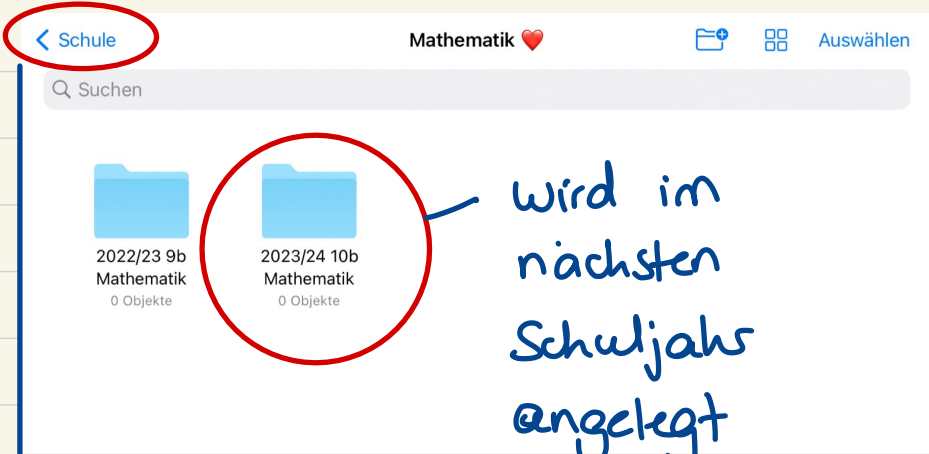 Schule
Mathematik ❤️
Auswählen
Suchen
2022/23 9b
Mathematik
0 Objekte
2023/24 10b
Mathematik
0 Objekte
wird im
nächsten
Schuljahr
angelegt